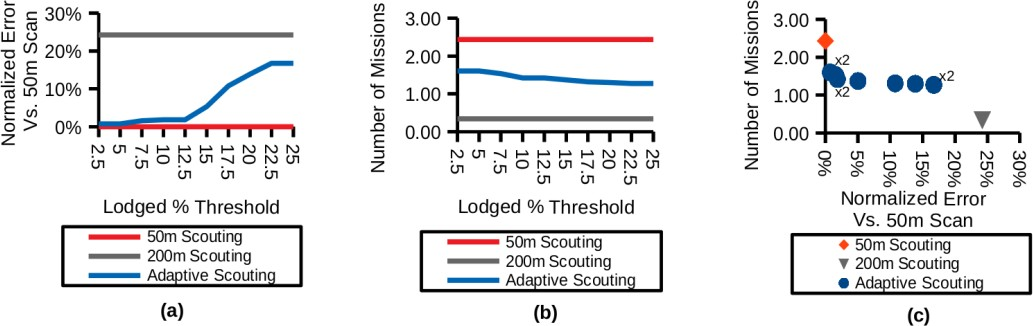 Normalized Error
Vs. 50m Scan
30%
20%
10%
0%
2.5
5
7.5
10
12.5
15
17.5
20
22.5
25
Lodged % Threshold
50m Scouting
200m Scouting
Adaptive Scouting
(a)
Number of Missions
3.00
2.00
1.00
0.00
2.5
5
7.5
10
12.5
15
17.5
20
22.5
25
Lodged % Threshold
50m Scouting
200m Scouting
Adaptive Scouting
(b)
Number of Missions
3.00
2.00
1.00
0.00
x2
x2
x2
0%
5%
10%
15%
20%
25%
30%
Normalized Error
Vs. 50m Scan
50m Scouting
200m Scouting
Adaptive Scouting
(c)